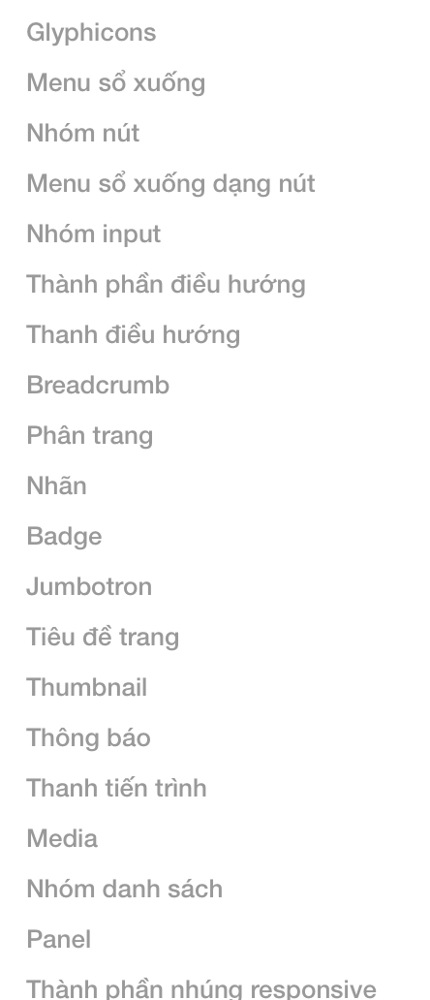 Glyphicons
Menu sổ xuống
Nhóm nút
Menu sổ xuống dạng nút
Nhóm input
Thành phần điều hướng
Thanh điều hướng
Breadcrumb
Phân trang
Nhãn
Badge
Jumbotron
Tiêu đề trang
Thumbnail
Thông báo
Thanh tiến trình
Media
Nhóm danh sách
Panel
Thành phần nhúng responsive